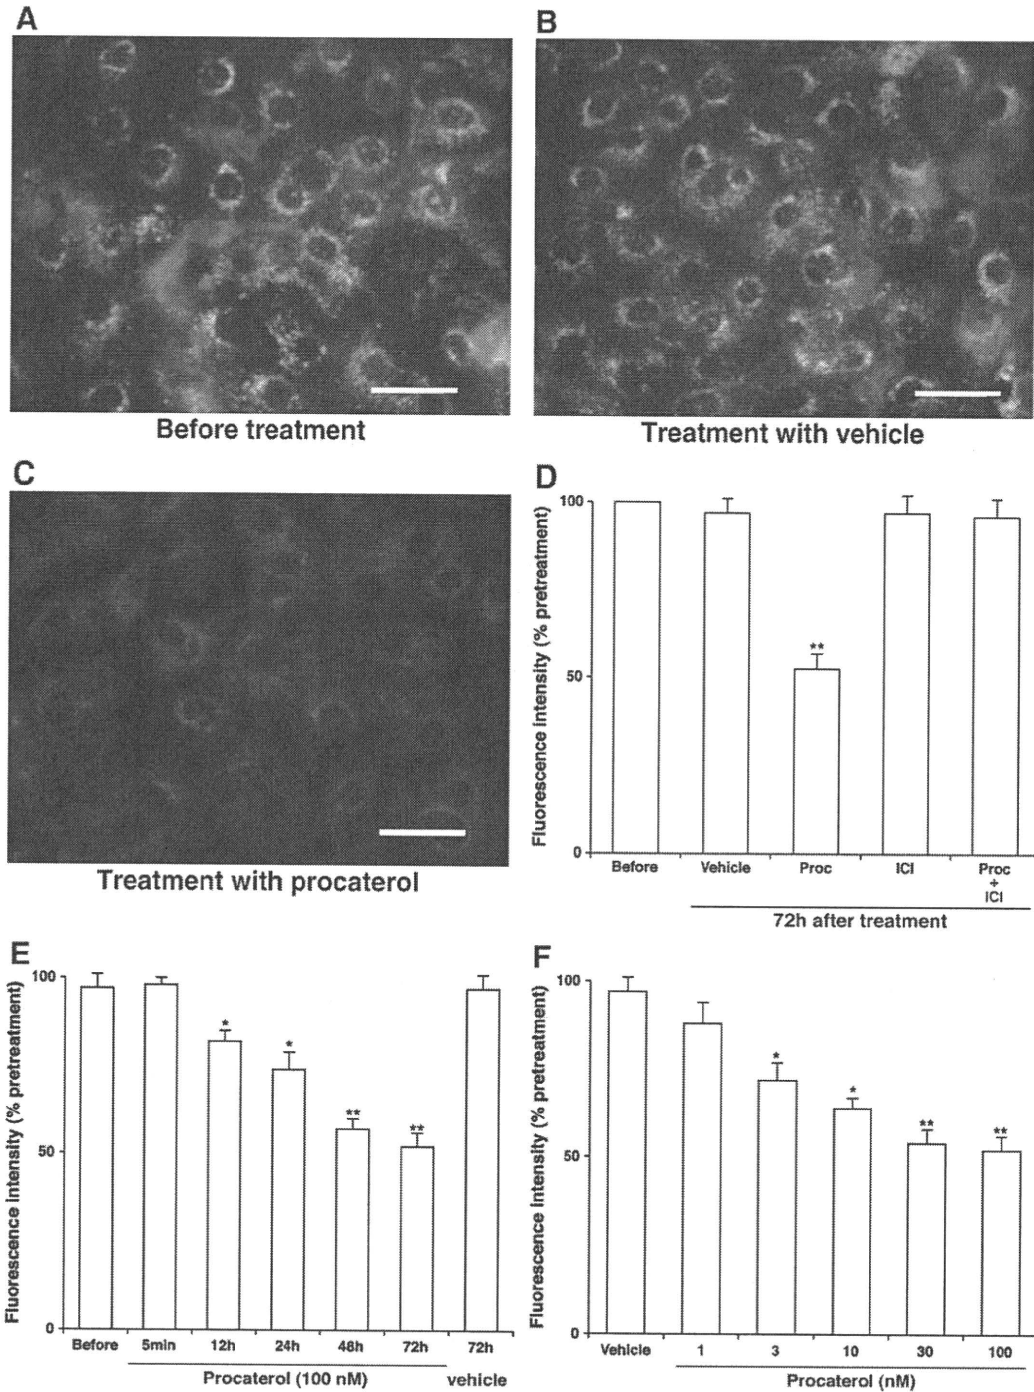 A
B
Before treatment
Treatment with vehicle
C
Treatment with procaterol
D
Fluorescence intensity (% pretreatment)
100
50
0
Before
Vehicle
Proc
**
ICI
Proc
+
ICI
72h after treatment
E
Fluorescence intensity (% pretreatment)
100
50
0
*
*
**
**
Before
5min
12h
24h
48h
72h
72h
Procaterol (100 nM)
vehicle
F
Fluorescence intensity (% pretreatment)
100
50
0
*
*
**
**
Vehicle
1
3
10
30
100
Procaterol (nM)